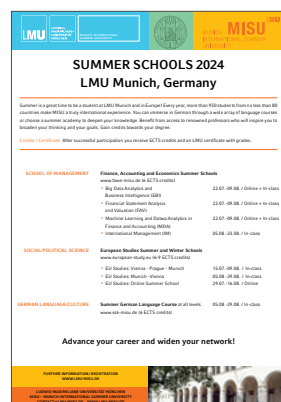 LMU
MISU
MUNICH
INTERNATIONAL SUMMER
UNIVERSITY
SUMMER SCHOOLS 2024
LMU Munich, Germany
Summer is a great time to be a student at LMU Munich and in Europe! Every year, more than 950 students from no less than 80
countries make MISU a truly international experience. You can immerse in German through a wide array of language courses
or choose a summer academy to deepen your knowledge. Benefit from access to renowned professors who will inspire you to
broaden your thinking and your goals. Gain credits towards your degree.
Credits / Certificate: After successful participation you receive ECTS credits and an LMU certificate with grades.
SCHOOL OF MANAGEMENT Finance, Accounting and Economics Summer Schools
www.fawe-misu.de (6 ECTS credits)
• Big Data Analytics and 22.07.-09.08. / Online + In-class
Business Intelligence (EBI)
• Financial Statement Analysis 22.07.-09.08. / Online + In-class
and Valuation (FAV)
• Machine Learning and Datwa Analytics in 22.07.-09.08. / Online + In-class
Finance and Accounting (MDA)
• International Management (IM) 05.08.-23.08. / In-class
SOCIAL/POLITICAL SCIENCE European Studies Summer and Winter Schools
www.european-study.eu (6-9 ECTS credits)
• EU Studies: Vienna - Prague - Munich 15.07.-09.08. / In-class
• EU Studies: Munich - Vienna 05.08.-29.08. / In-class
• EU Studies: Online Summer School 29.07.-16.08. / Online
GERMAN LANGUAGE/CULTURE Summer German Language Course at all levels 05.08.-29.08. / In-class
www.ssk-misu.de (6 ECTS credits)
Advance your career and widen your network!
FURTHER INFORMATION/ REGISTRATION
WWW.LMU-MISU.DE
LUDWIG-MAXIMILIANS-UNIVERSITÄT MÜNCHEN
MISU - MUNICH INTERNATIONAL SUMMER UNIVERSITY